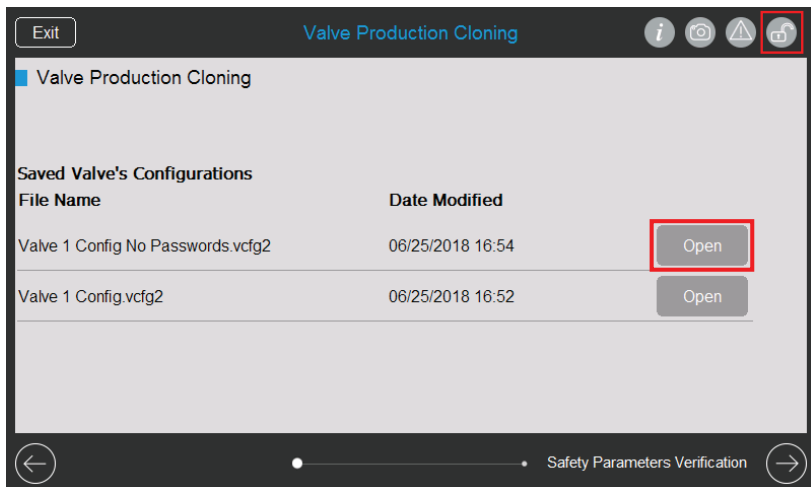 Exit Valve Production Cloning i
Valve Production Cloning
Saved Valve's Configurations
File Name Date Modified
Valve 1 Config No Passwords.vcfg2 06/25/2018 16:54 Open
Valve 1 Config.vcfg2 06/25/2018 16:52 Open
Safety Parameters Verification